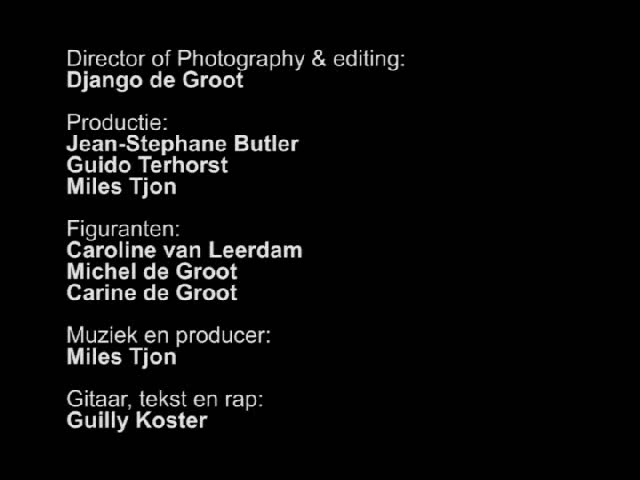 Director of Photography & editing:
Django de Groot
Productie:
Jean-Stephane Butler
Guido Terhorst
Miles Tjon
Figuranten:
Caroline van Leerdam
Michel de Groot
Carine de Groot
Muziek en producer:
Miles Tjon
Gitaar, tekst en rap:
Guilly Koster